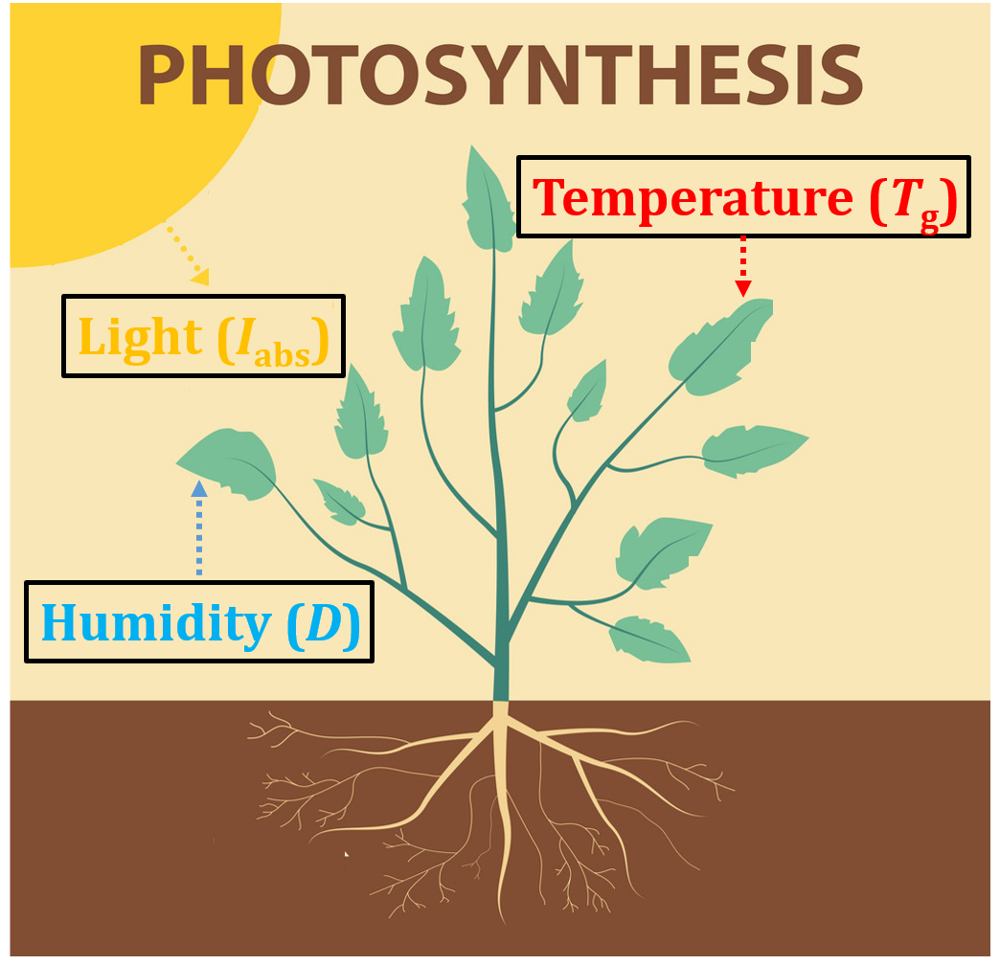 PHOTOSYNTHESIS
Temperature (Tg)
Light (Iabs)
Humidity (D)